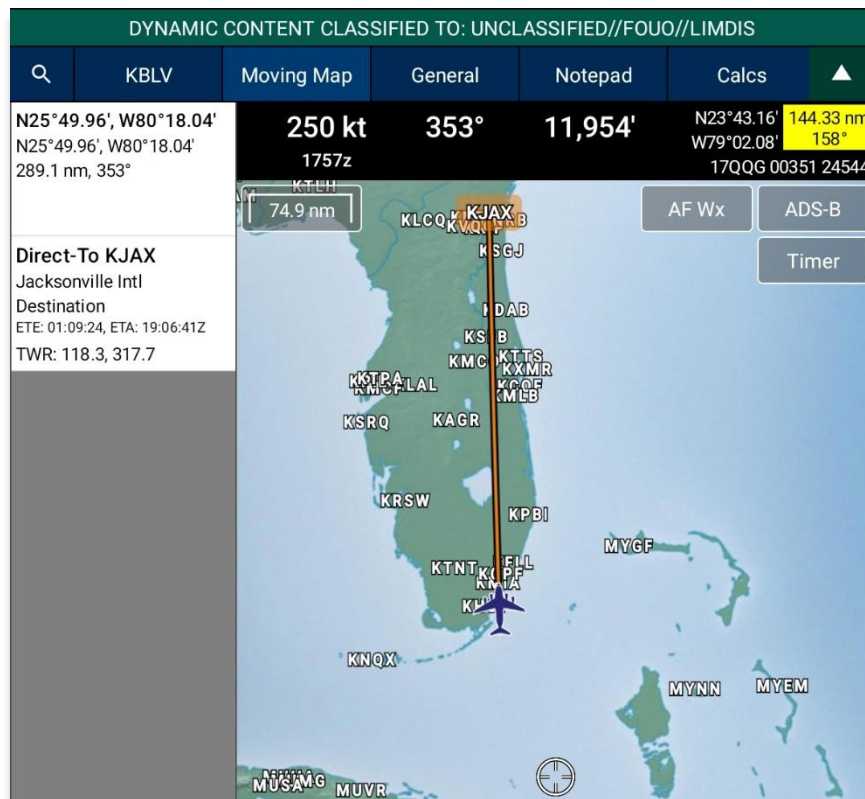 DYNAMIC CONTENT CLASSIFIED TO: UNCLASSIFIED//FOUO//LIMDIS
KBLV Moving Map General Notepad Calcs
N25°49.96', W80°18.04'
N25°49.96', W80°18.04'
289.1 nm, 353°
250 kt 353° 11,954'
1757z
N23°43.16' 144.33 nm
W79°02.08' 158°
17QQG 00351 24544
Direct-To KJAX
Jacksonville Intl
Destination
ETE: 01:09:24, ETA: 19:06:41Z
TWR: 118.3, 317.7
KTLH
74.9 nm
AF Wx
ADS-B
Timer
KLCQ
KJAX
KSGJ
KDAB
KMC
KTTS
KXMR
KTPA
KLAL
KMLB
KSRQ
KAGR
KRSW
KPBI
MYGF
KTNT
KNQX
MYNN
MYEM
MUVR